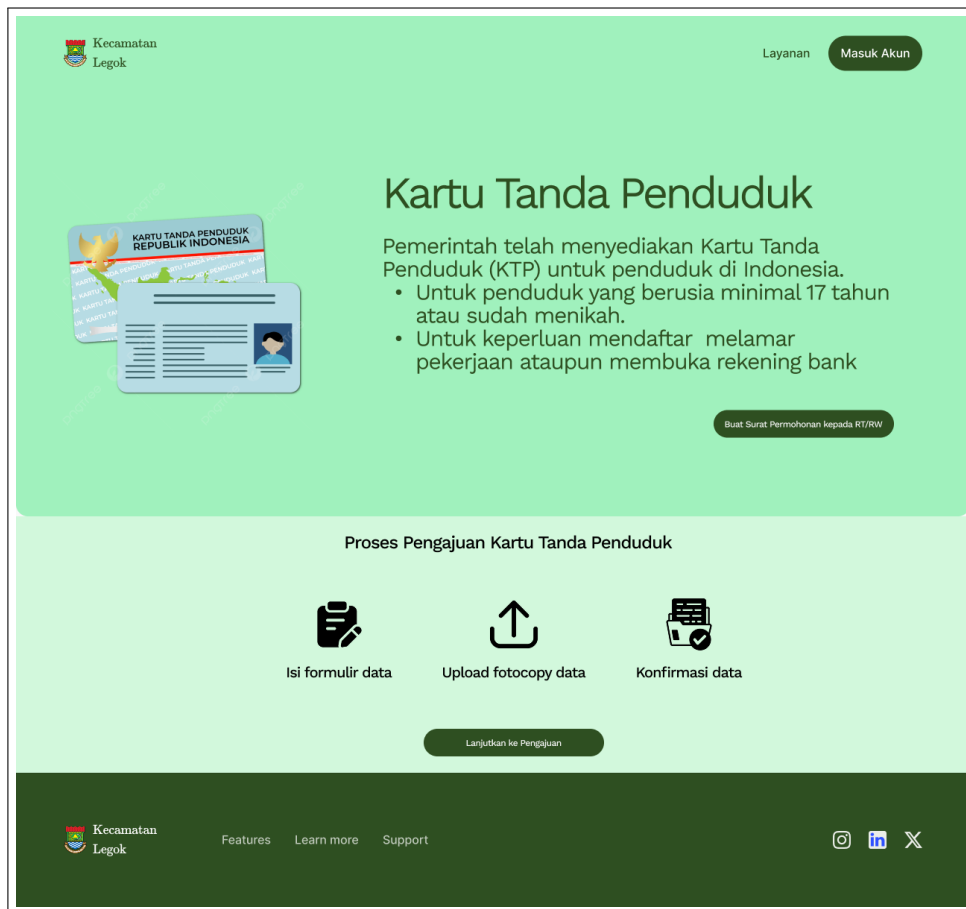 Kecamatan
Legok
Layanan
Masuk Akun
KARTU TANDA PENDUDUK
REPUBLIK INDONESIA
Kartu Tanda Penduduk
Pemerintah telah menyediakan Kartu Tanda
Penduduk (KTP) untuk penduduk di Indonesia.
• Untuk penduduk yang berusia minimal 17 tahun
atau sudah menikah.
• Untuk keperluan mendaftar  melamar
pekerjaan ataupun membuka rekening bank
Buat Surat Permohonan kepada RT/RW
Proses Pengajuan Kartu Tanda Penduduk
Isi formulir data
Upload fotocopy data
Konfirmasi data
Lanjutkan ke Pengajuan
Kecamatan
Legok
Features
Learn more
Support
in